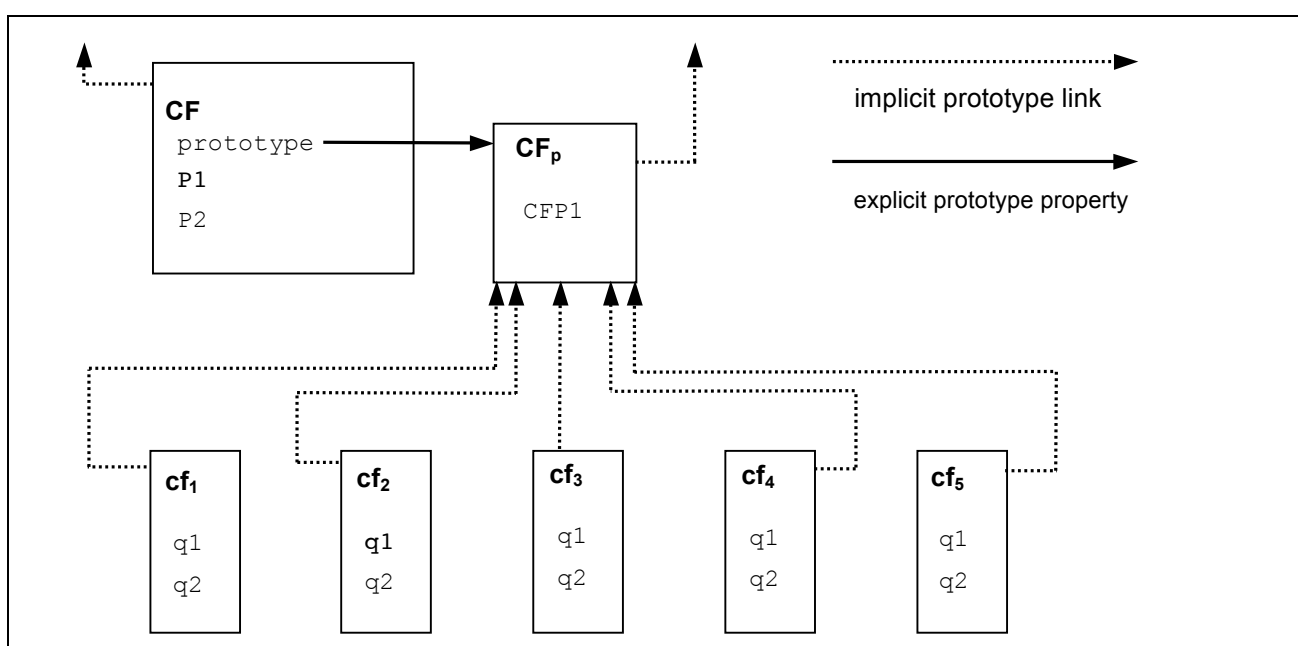 CF
prototype
P1
P2
CFp
CFP1
implicit prototype link
explicit prototype property
cf1
q1
q2
cf2
q1
q2
cf3
q1
q2
cf4
q1
q2
cf5
q1
q2